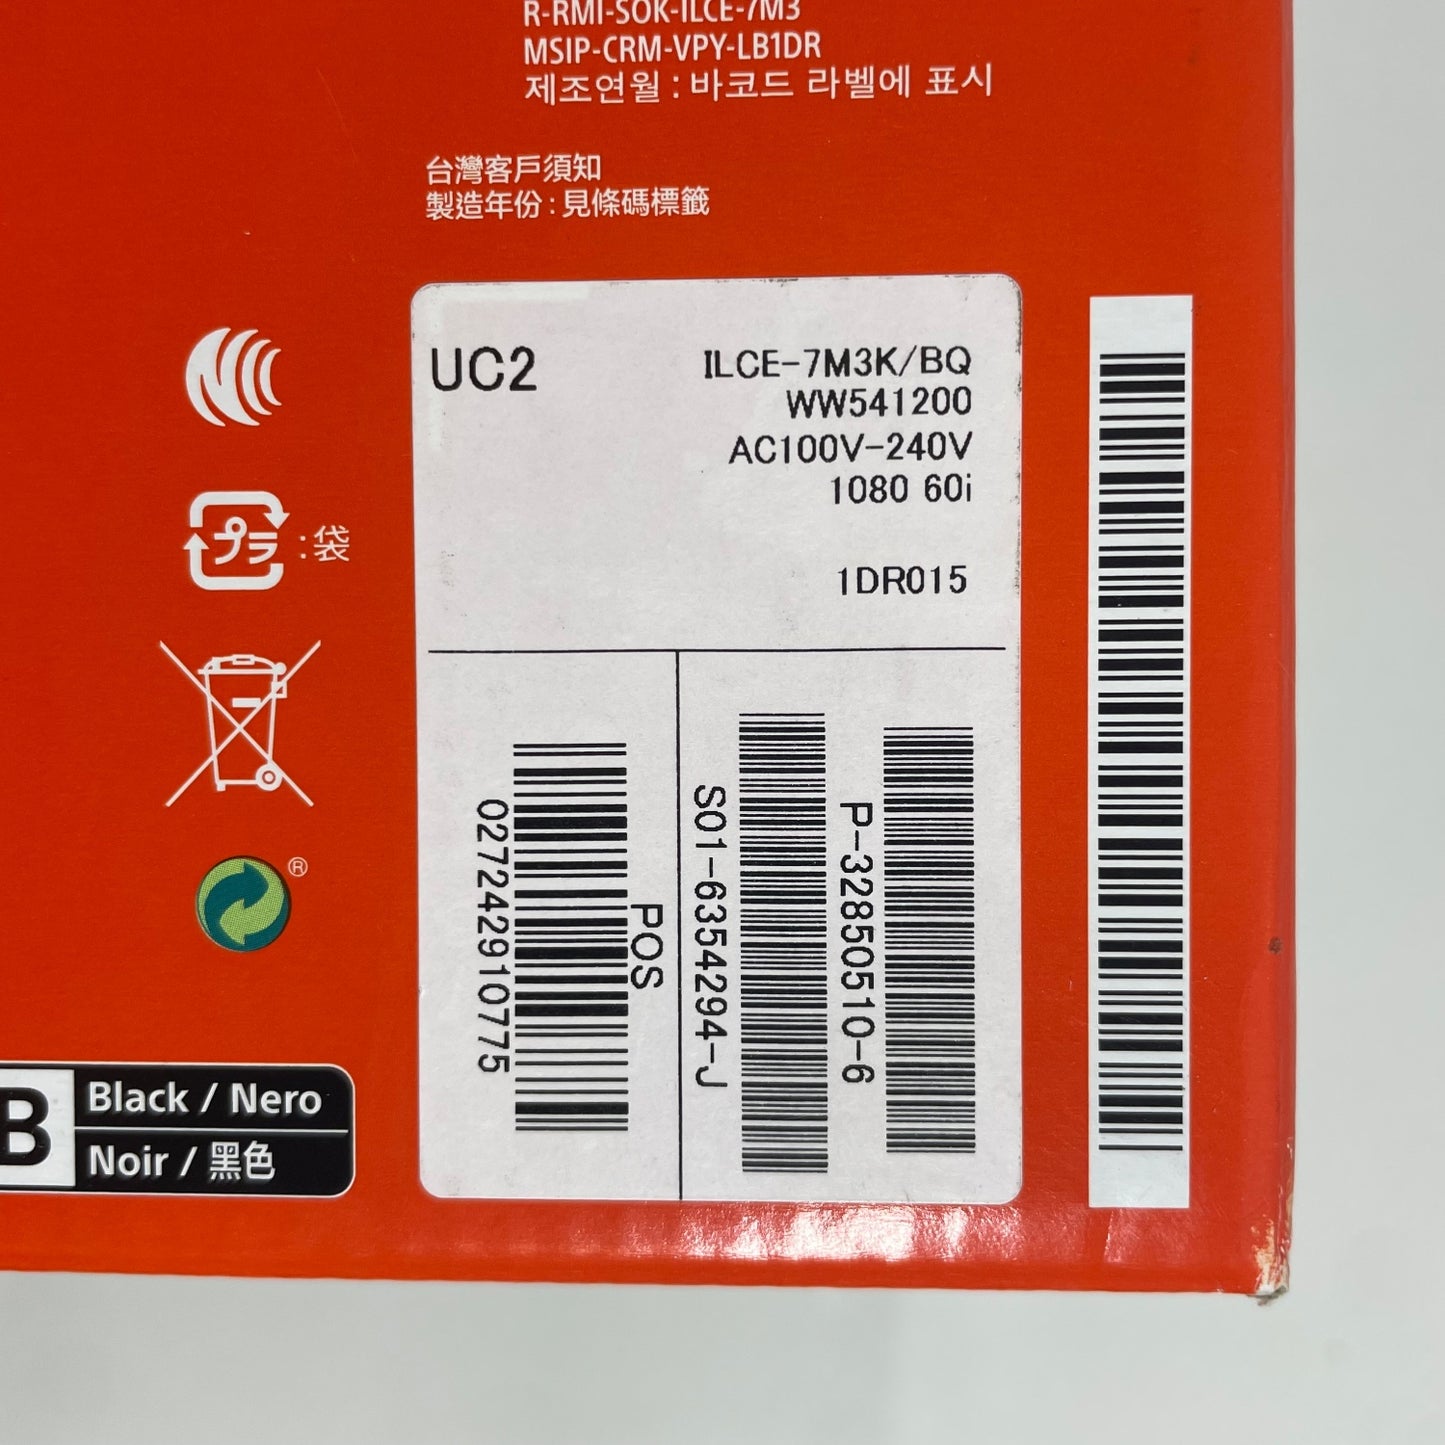 R-RMI-SOK-ILCE-7M3
MSIP-CRM-VPY-LB1DR
제조연월 : 바코드 라벨에 표시
台灣客戶須知
製造年份 : 見條碼標籤
UC2
ILCE-7M3K/BQ
WW541200
AC100V-240V
1080 60i
1DR015
プラ : 袋
®
027242910775
POS
S01-6354294-J
P-32850510-6
B
Black / Nero
Noir / 黑色